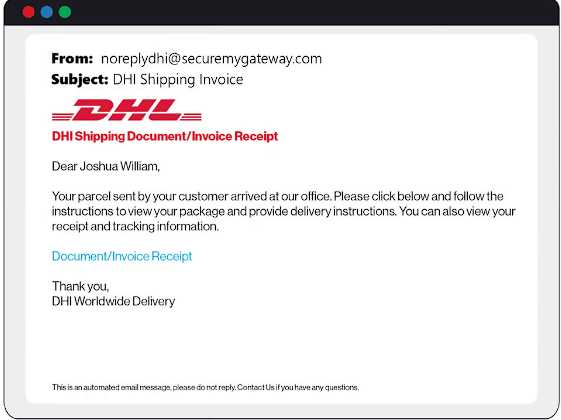 From: noreplydhi@securemygateway.com
Subject: DHI Shipping Invoice
DHL
DHI Shipping Document/Invoice Receipt
Dear Joshua William,
Your parcel sent by your customer arrived at our office. Please click below and follow the
instructions to view your package and provide delivery instructions. You can also view your
receipt and tracking information.
Document/Invoice Receipt
Thank you,
DHI Worldwide Delivery
This is an automated email message, please do not reply. Contact Us if you have any questions.